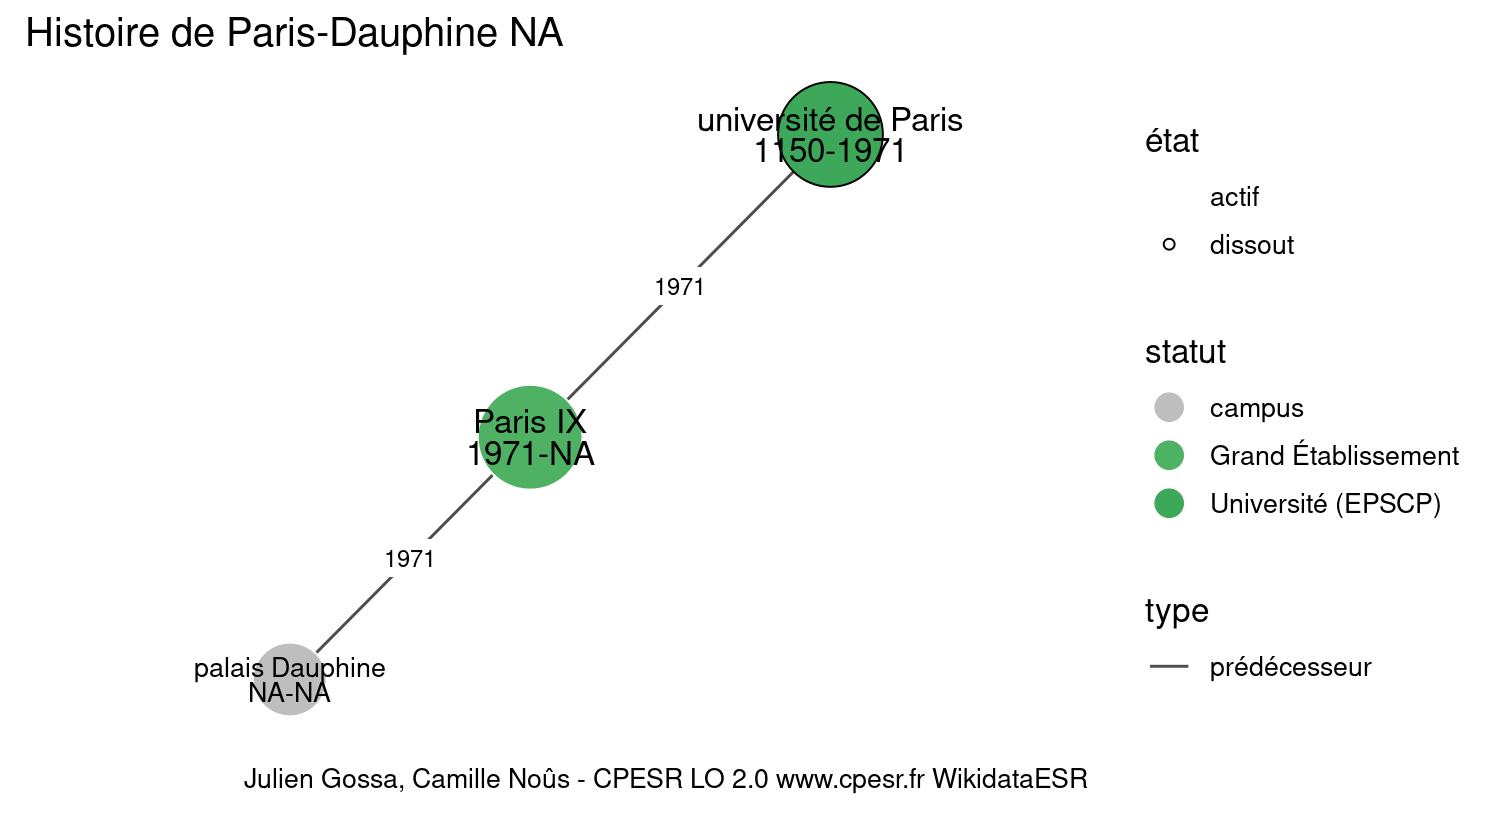 Histoire de Paris-Dauphine NA
université de Paris
1150-1971
1971
Paris IX
1971-NA
1971
palais Dauphine
NA-NA
état
actif
dissout
statut
campus
Grand Établissement
Université (EPSCP)
type
prédécesseur
Julien Gossa, Camille Noûs - CPESR LO 2.0 www.cpesr.fr WikidataESR